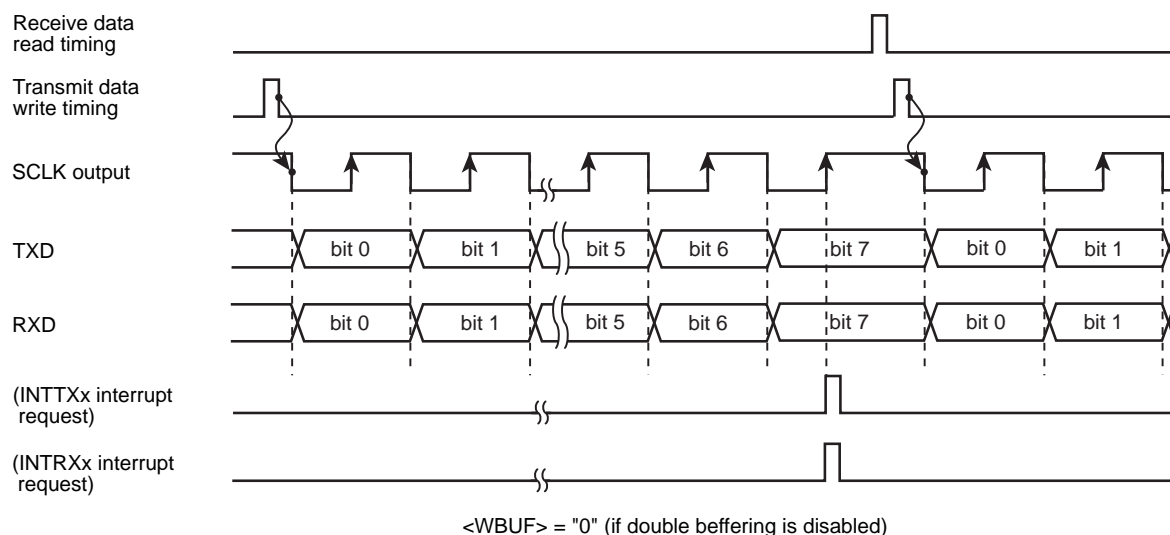 Receive data
read timing
Transmit data
write timing
SCLK output
TXD
bit 0
bit 1
bit 5
bit 6
bit 7
bit 0
bit 1
RXD
bit 0
bit 1
bit 5
bit 6
bit 7
bit 0
bit 1
(INTTXx interrupt
request)
(INTRXx interrupt
request)
<WBUF> = "0" (if double beffering is disabled)